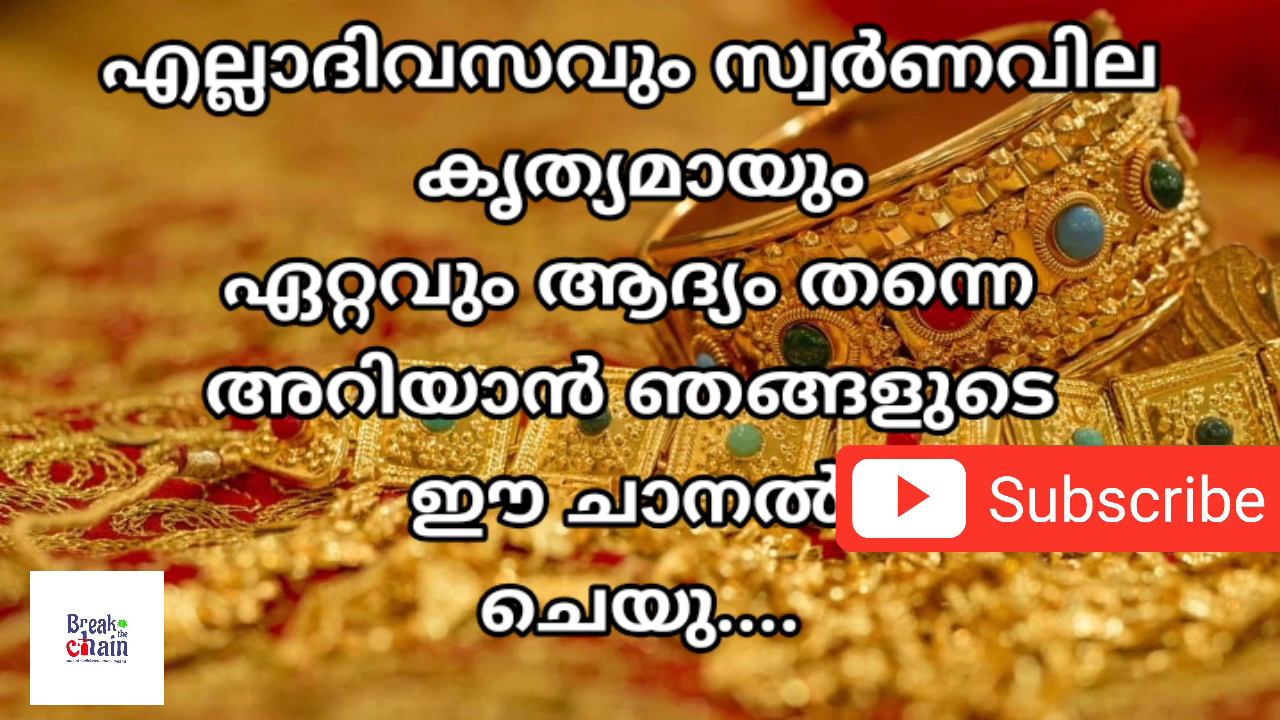 എല്ലാദിവസവും സ്വർണവില
കൃത്യമായും
ഏറ്റവും ആദ്യം തന്നെ
അറിയാൻ ഞങ്ങളുടെ
ഈ ചാനൽ Subscribe
ചെയു....
Break the
chain